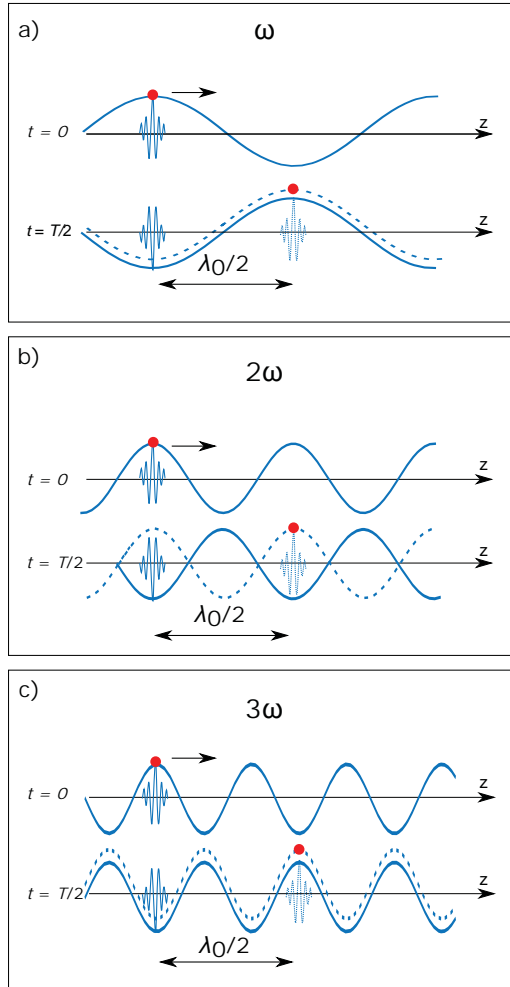 a)
ω
t = 0
z
t = T/2
λ0/2
b)
2ω
t = 0
z
t = T/2
λ0/2
c)
3ω
t = 0
z
t = T/2
z
λ0/2